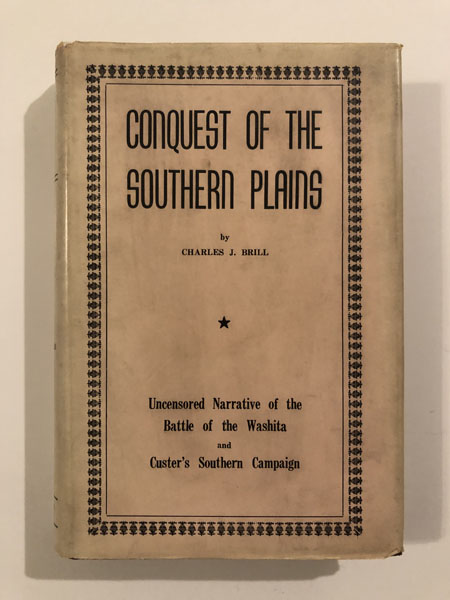 CONQUEST OF THE
SOUTHERN PLAINS
by
CHARLES J. BRILL
Uncensored Narrative of the
Battle of the Washita
and
Custer's Southern Campaign